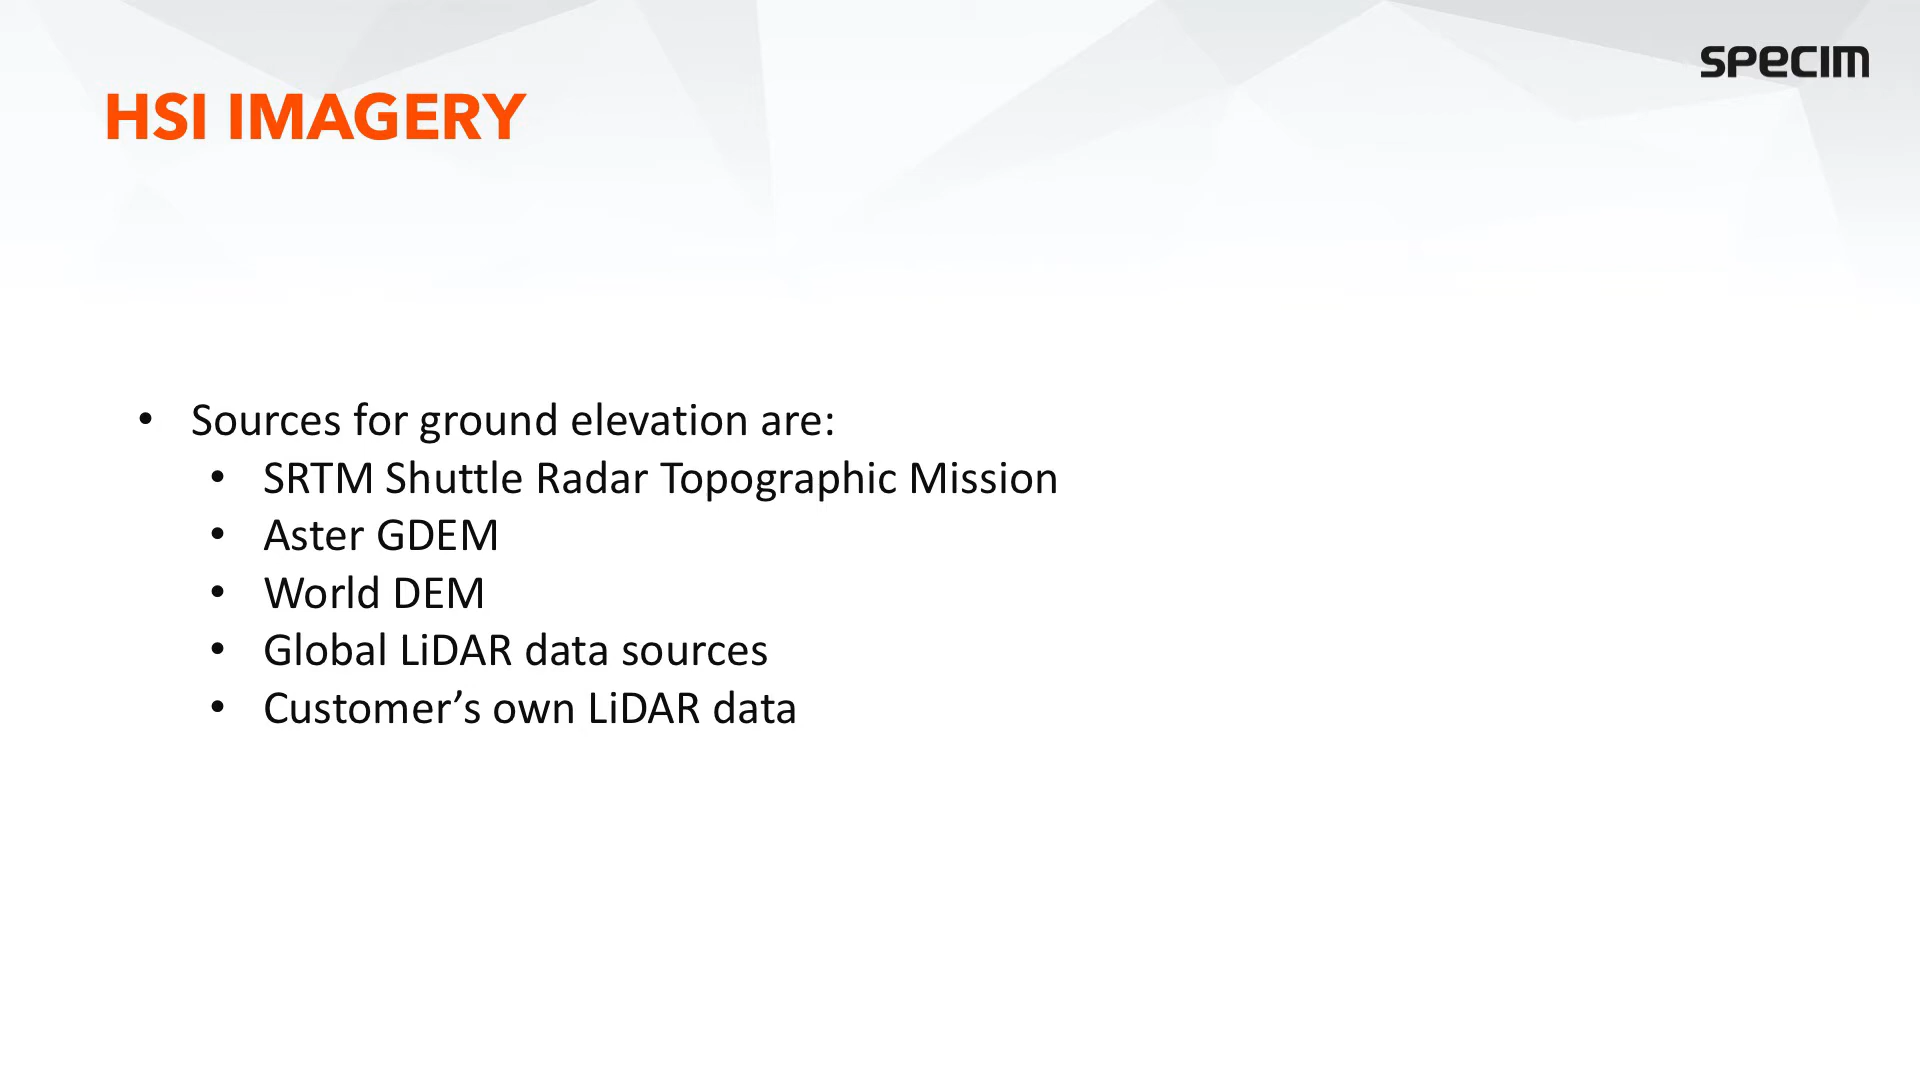 SPECIM
HSI IMAGERY
• Sources for ground elevation are:
• SRTM Shuttle Radar Topographic Mission
• Aster GDEM
• World DEM
• Global LiDAR data sources
• Customer’s own LiDAR data